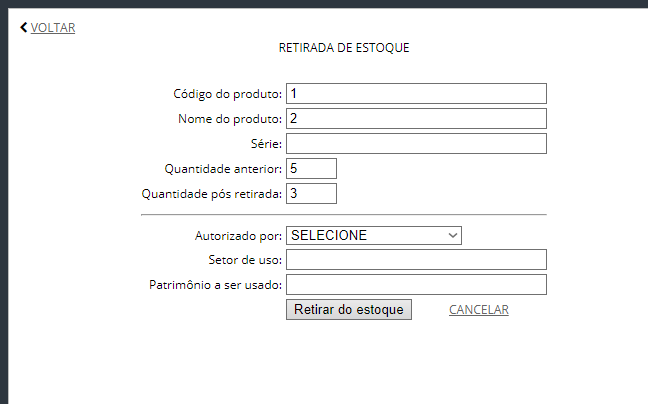 VOLTAR
RETIRADA DE ESTOQUE
Código do produto: 1
Nome do produto: 2
Série:
Quantidade anterior: 5
Quantidade pós retirada: 3
Autorizado por: SELECIONE
Setor de uso:
Patrimônio a ser usado:
Retirar do estoque CANCELAR